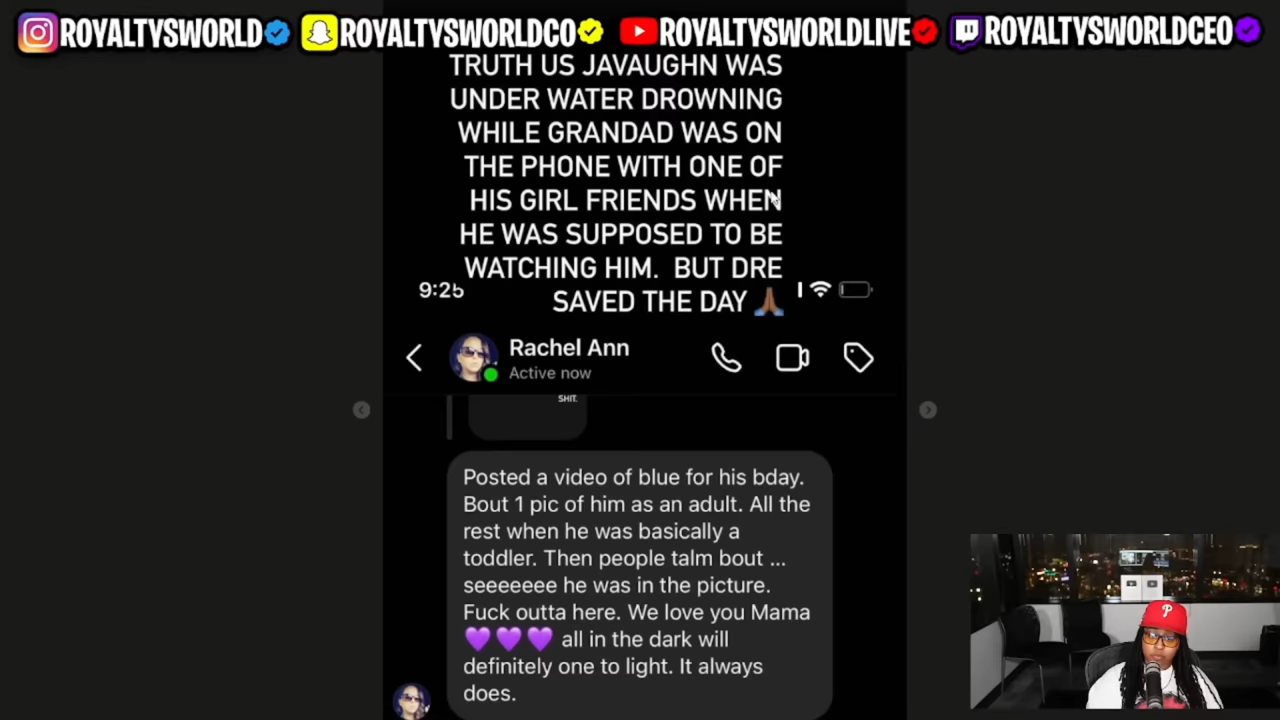 ROYALTYSWORLD ROYALTYSWORLDCO ROYALTYSWORLDLIVE ROYALTYSWORLDCEO
TRUTH US JAVAUGHN WAS
UNDER WATER DROWNING
WHILE GRANDAD WAS ON
THE PHONE WITH ONE OF
HIS GIRL FRIENDS WHEN
HE WAS SUPPOSED TO BE
WATCHING HIM. BUT DRE
SAVED THE DAY 🙏🏾
9:25
Rachel Ann
Active now
SHIT.
Posted a video of blue for his bday.
Bout 1 pic of him as an adult. All the
rest when he was basically a
toddler. Then people talm bout ...
seeeeeee he was in the picture.
Fuck outta here. We love you Mama
💜💜💜 all in the dark will
definitely one to light. It always
does.
P